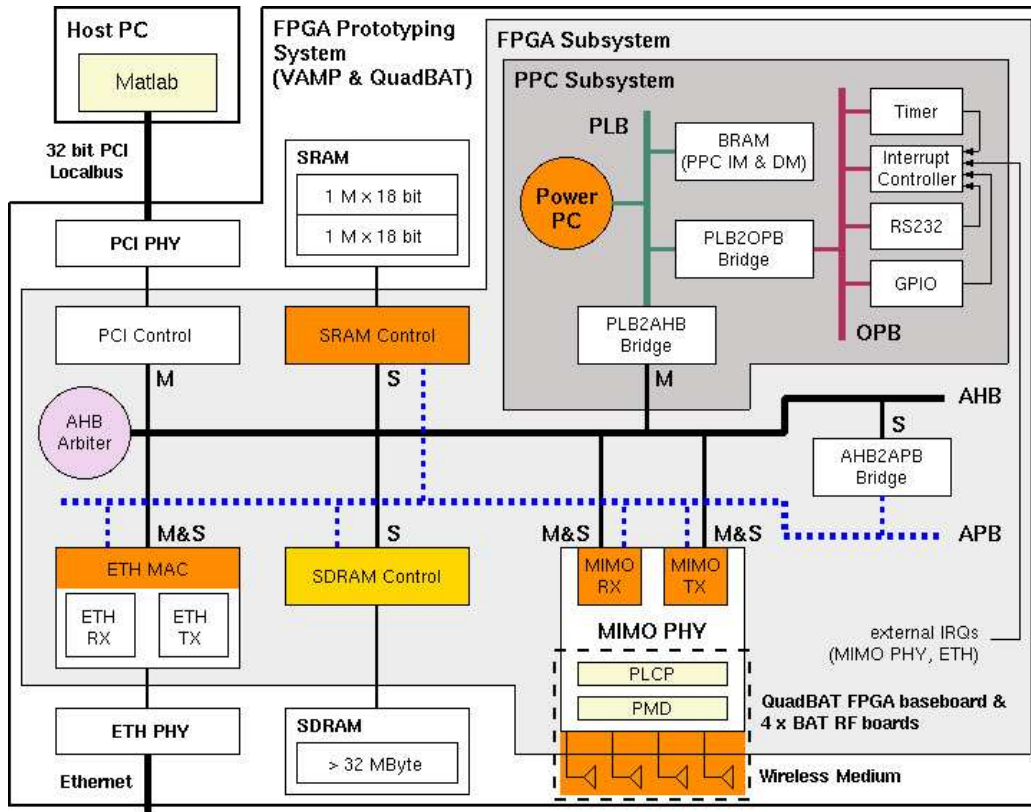 Host PC
Matlab
32 bit PCI
Localbus
FPGA Prototyping
System
(VAMP & QuadBAT)
FPGA Subsystem
PPC Subsystem
SRAM
1 M x 18 bit
1 M x 18 bit
PLB
Power
PC
BRAM
(PPC IM & DM)
PLB2OPB
Bridge
Timer
Interrupt
Controller
RS232
GPIO
OPB
PCI PHY
PCI Control
SRAM Control
PLB2AHB
Bridge
M
S
M
AHB
Arbiter
AHB
S
AHB2APB
Bridge
APB
M&S
S
M&S
M&S
ETH MAC
ETH
RX
ETH
TX
SDRAM Control
MIMO
RX
MIMO
TX
MIMO PHY
PLCP
PMD
external IRQs
(MIMO PHY, ETH)
QuadBAT FPGA baseboard &
4 x BAT RF boards
ETH PHY
SDRAM
> 32 MByte
Ethernet
Wireless Medium